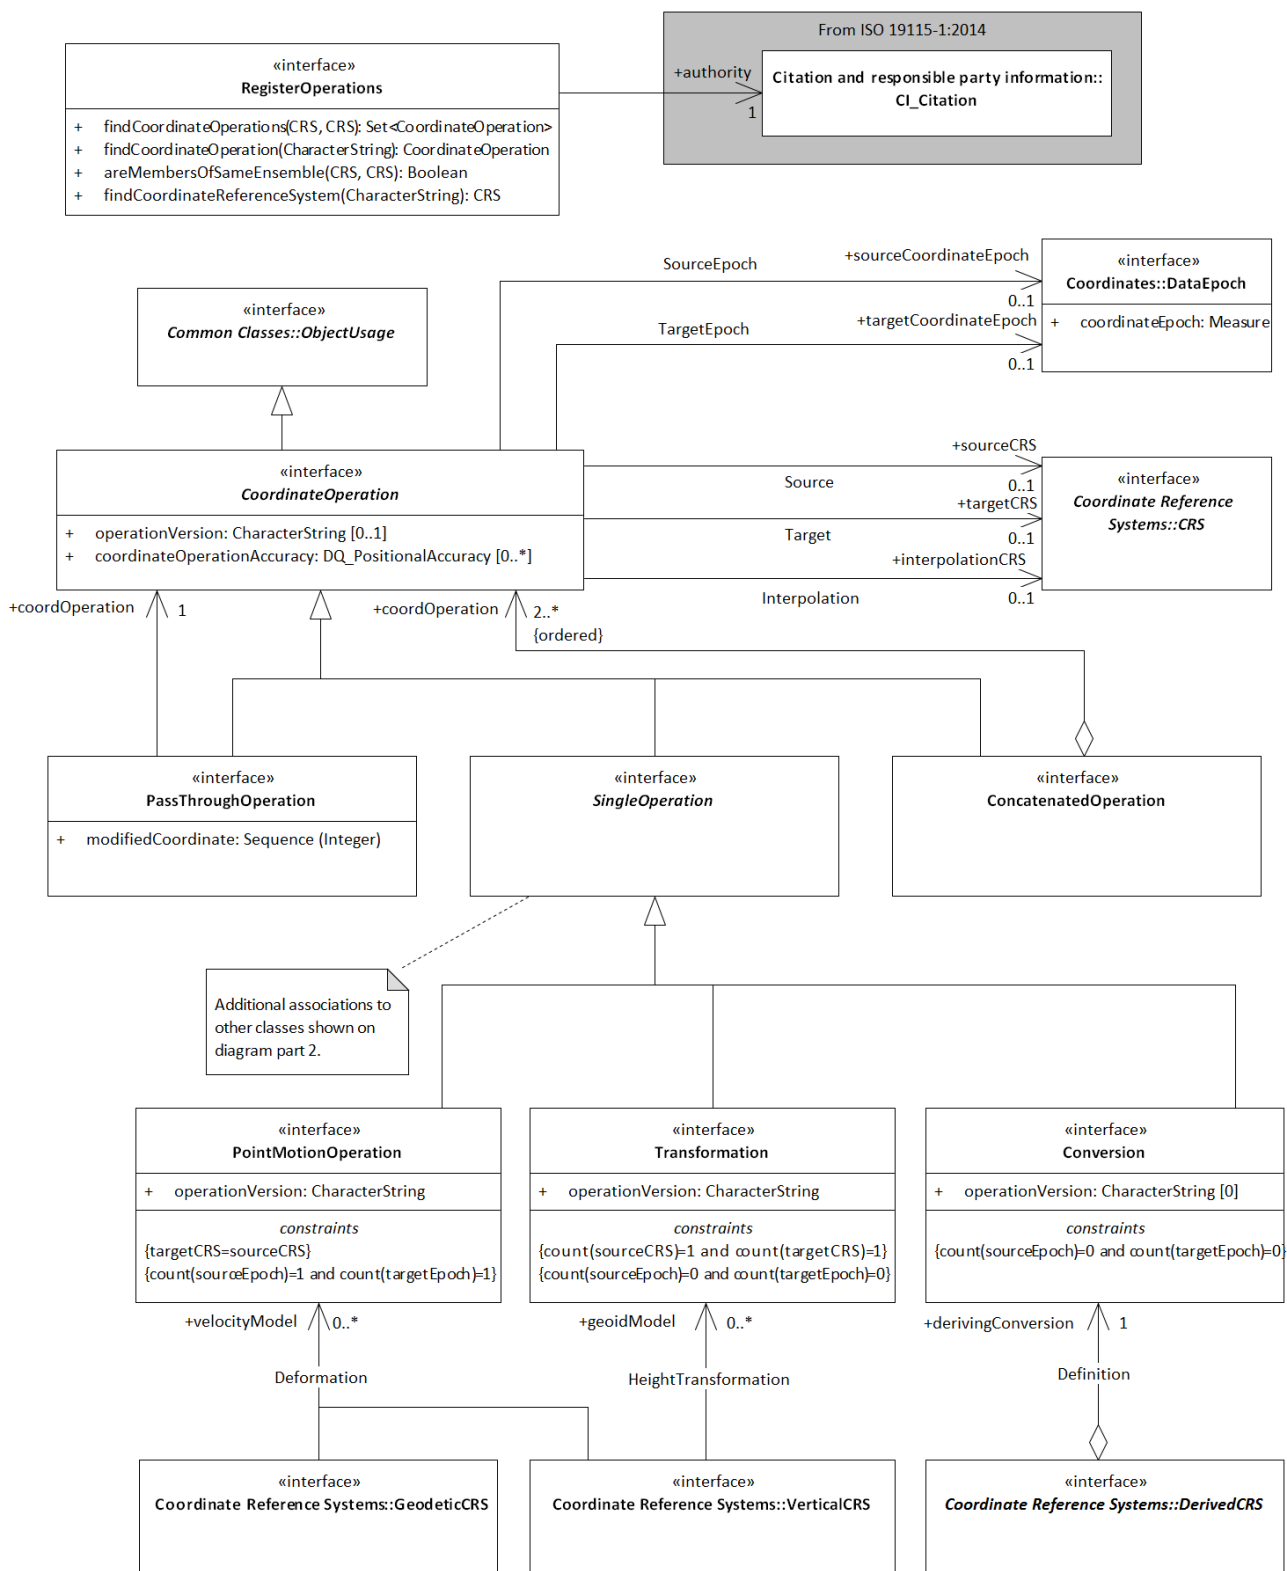 From ISO 19115-1:2014
«interface»
RegisterOperations
+ findCoordinateOperations(CRS, CRS): Set<CoordinateOperation>
+ findCoordinateOperation(CharacterString): CoordinateOperation
+ areMembersOfSameEnsemble(CRS, CRS): Boolean
+ findCoordinateReferenceSystem(CharacterString): CRS
+authority
1
Citation and responsible party information::
CI_Citation
«interface»
Common Classes::ObjectUsage
SourceEpoch
+sourceCoordinateEpoch
0..1
TargetEpoch
+targetCoordinateEpoch
0..1
«interface»
Coordinates::DataEpoch
+ coordinateEpoch: Measure
«interface»
CoordinateOperation
+ operationVersion: CharacterString [0..1]
+ coordinateOperationAccuracy: DQ_PositionalAccuracy [0..*]
+sourceCRS
Source
0..1
+targetCRS
Target
0..1
+interpolationCRS
Interpolation
0..1
«interface»
Coordinate Reference
Systems::CRS
+coordOperation
1
+coordOperation
2..*
{ordered}
«interface»
PassThroughOperation
+ modifiedCoordinate: Sequence (Integer)
«interface»
SingleOperation
«interface»
ConcatenatedOperation
Additional associations to
other classes shown on
diagram part 2.
«interface»
PointMotionOperation
+ operationVersion: CharacterString
constraints
{targetCRS=sourceCRS}
{count(sourceEpoch)=1 and count(targetEpoch)=1}
«interface»
Transformation
+ operationVersion: CharacterString
constraints
{count(sourceCRS)=1 and count(targetCRS)=1}
{count(sourceEpoch)=0 and count(targetEpoch)=0}
«interface»
Conversion
+ operationVersion: CharacterString [0]
constraints
{count(sourceEpoch)=0 and count(targetEpoch)=0}
+velocityModel
0..*
+geoidModel
0..*
+derivingConversion
1
Deformation
HeightTransformation
Definition
«interface»
Coordinate Reference Systems::GeodeticCRS
«interface»
Coordinate Reference Systems::VerticalCRS
«interface»
Coordinate Reference Systems::DerivedCRS